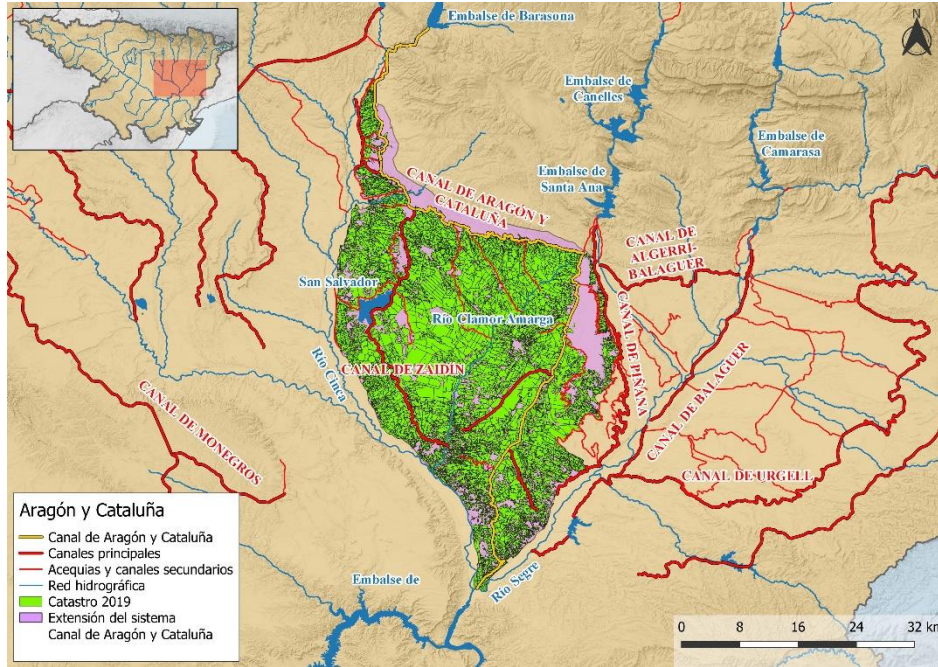 N
Embalse de Barasona
Embalse de
Canelles
Embalse de
Camarasa
Embalse de
Santa Ana
CANAL DE ARAGÓN Y
CATALUÑA
CANAL DE
ALGERRI-
BALAGUER
San Salvador
Río Clamor Amarga
CANAL DE PIÑANA
Río Cinca
CANAL DE ZAIDIN
CANAL DE BALAGUER
CANAL DE MONEGROS
CANAL DE URGELL
Río Segre
Embalse de
Aragón y Cataluña
Canal de Aragón y Cataluña
Canales principales
Acequias y canales secundarios
Red hidrográfica
Catastro 2019
Extensión del sistema
Canal de Aragón y Cataluña
0 8 16 24 32 km